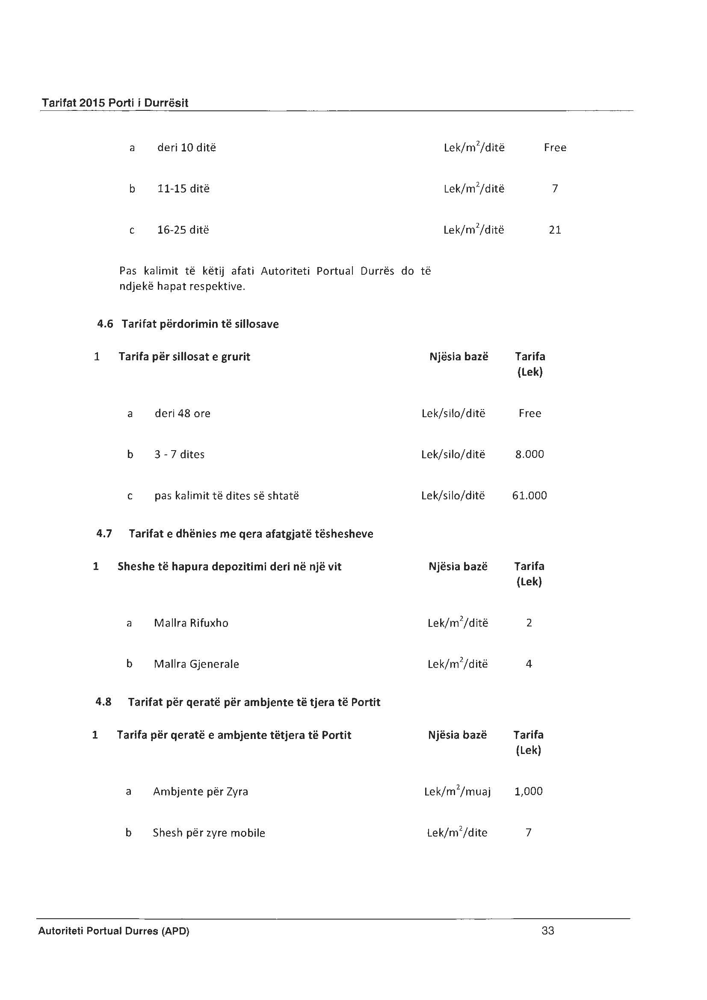 Tarifat 2015 Porti i Durrësit
a deri 10 ditë Lek/m²/ditë Free
b 11-15 ditë Lek/m²/ditë 7
c 16-25 ditë Lek/m²/ditë 21
Pas kalimit të këtij afati Autoriteti Portual Durrës do të
ndjekë hapat respektive.
4.6 Tarifat përdorimin të sillosave
1 Tarifa për sillosat e grurit Njësia bazë Tarifa
(Lek)
a deri 48 ore Lek/silo/ditë Free
b 3 - 7 dites Lek/silo/ditë 8.000
c pas kalimit të dites së shtatë Lek/silo/ditë 61.000
4.7 Tarifat e dhënies me qera afatgjatë tëshesheve
1 Sheshe të hapura depozitimi deri në një vit Njësia bazë Tarifa
(Lek)
a Mallra Rifuxho Lek/m²/ditë 2
b Mallra Gjenerale Lek/m²/ditë 4
4.8 Tarifat për qeratë për ambjente të tjera të Portit
1 Tarifa për qeratë e ambjente tëtjera të Portit Njësia bazë Tarifa
(Lek)
a Ambjente për Zyra Lek/m²/muaj 1,000
b Shesh për zyre mobile Lek/m²/dite 7
Autoriteti Portual Durres (APD) 33